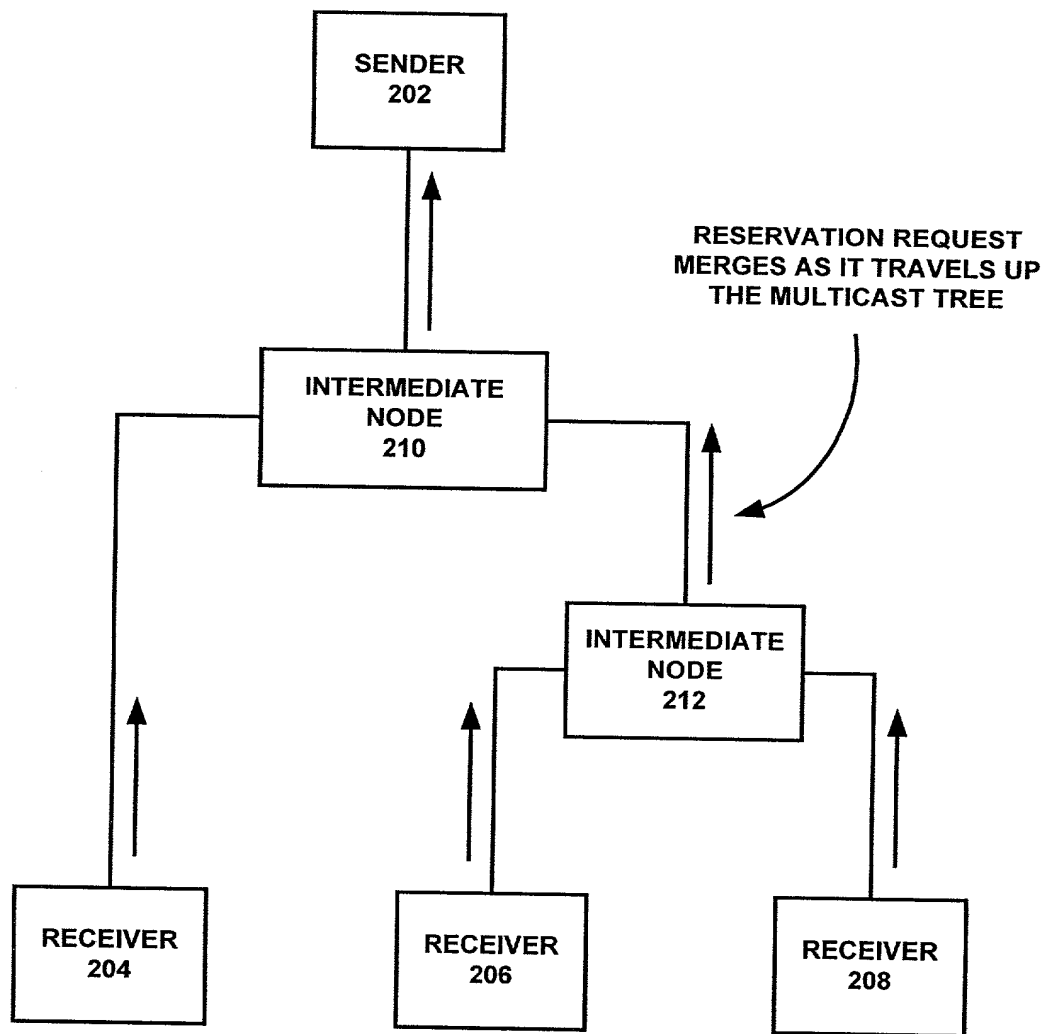 SENDER
202
RESERVATION REQUEST
MERGES AS IT TRAVELS UP
THE MULTICAST TREE
INTERMEDIATE
NODE
210
INTERMEDIATE
NODE
212
RECEIVER
204
RECEIVER
206
RECEIVER
208